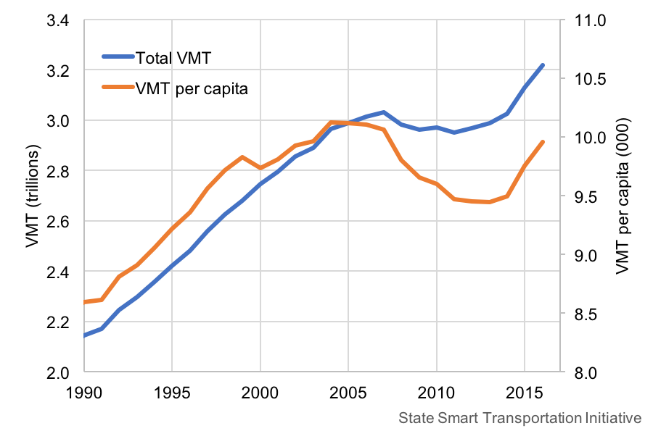 3.4
3.2
3.0
2.8
2.6
2.4
2.2
2.0
VMT (trillions)
Total VMT
VMT per capita
11.0
10.5
10.0
9.5
9.0
8.5
8.0
VMT per capita (000)
1990 1995 2000 2005 2010 2015
State Smart Transportation Initiative